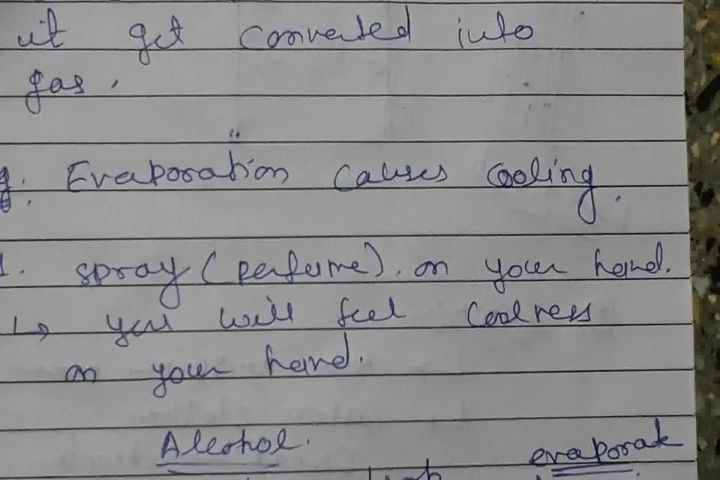 it get converted into
gas.
Evaporation causes cooling.
1. spray (perfume). on your hand.
↳ you will feel coolness
on your hand.
Alcohol. evaporate